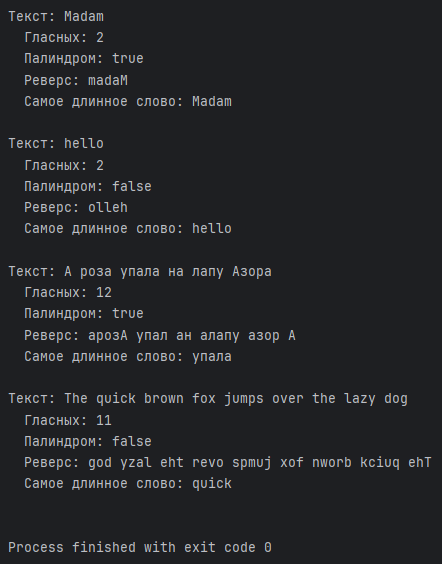 Текст: Madam
Гласных: 2
Палиндром: true
Реверс: madaM
Самое длинное слово: Madam
Текст: hello
Гласных: 2
Палиндром: false
Реверс: olleh
Самое длинное слово: hello
Текст: А роза упала на лапу Азора
Гласных: 12
Палиндром: true
Реверс: арозА упал ан алапу азор А
Самое длинное слово: упала
Текст: The quick brown fox jumps over the lazy dog
Гласных: 11
Палиндром: false
Реверс: god yzal eht revo spmuj xof nworb kciuq ehT
Самое длинное слово: quick
Process finished with exit code 0